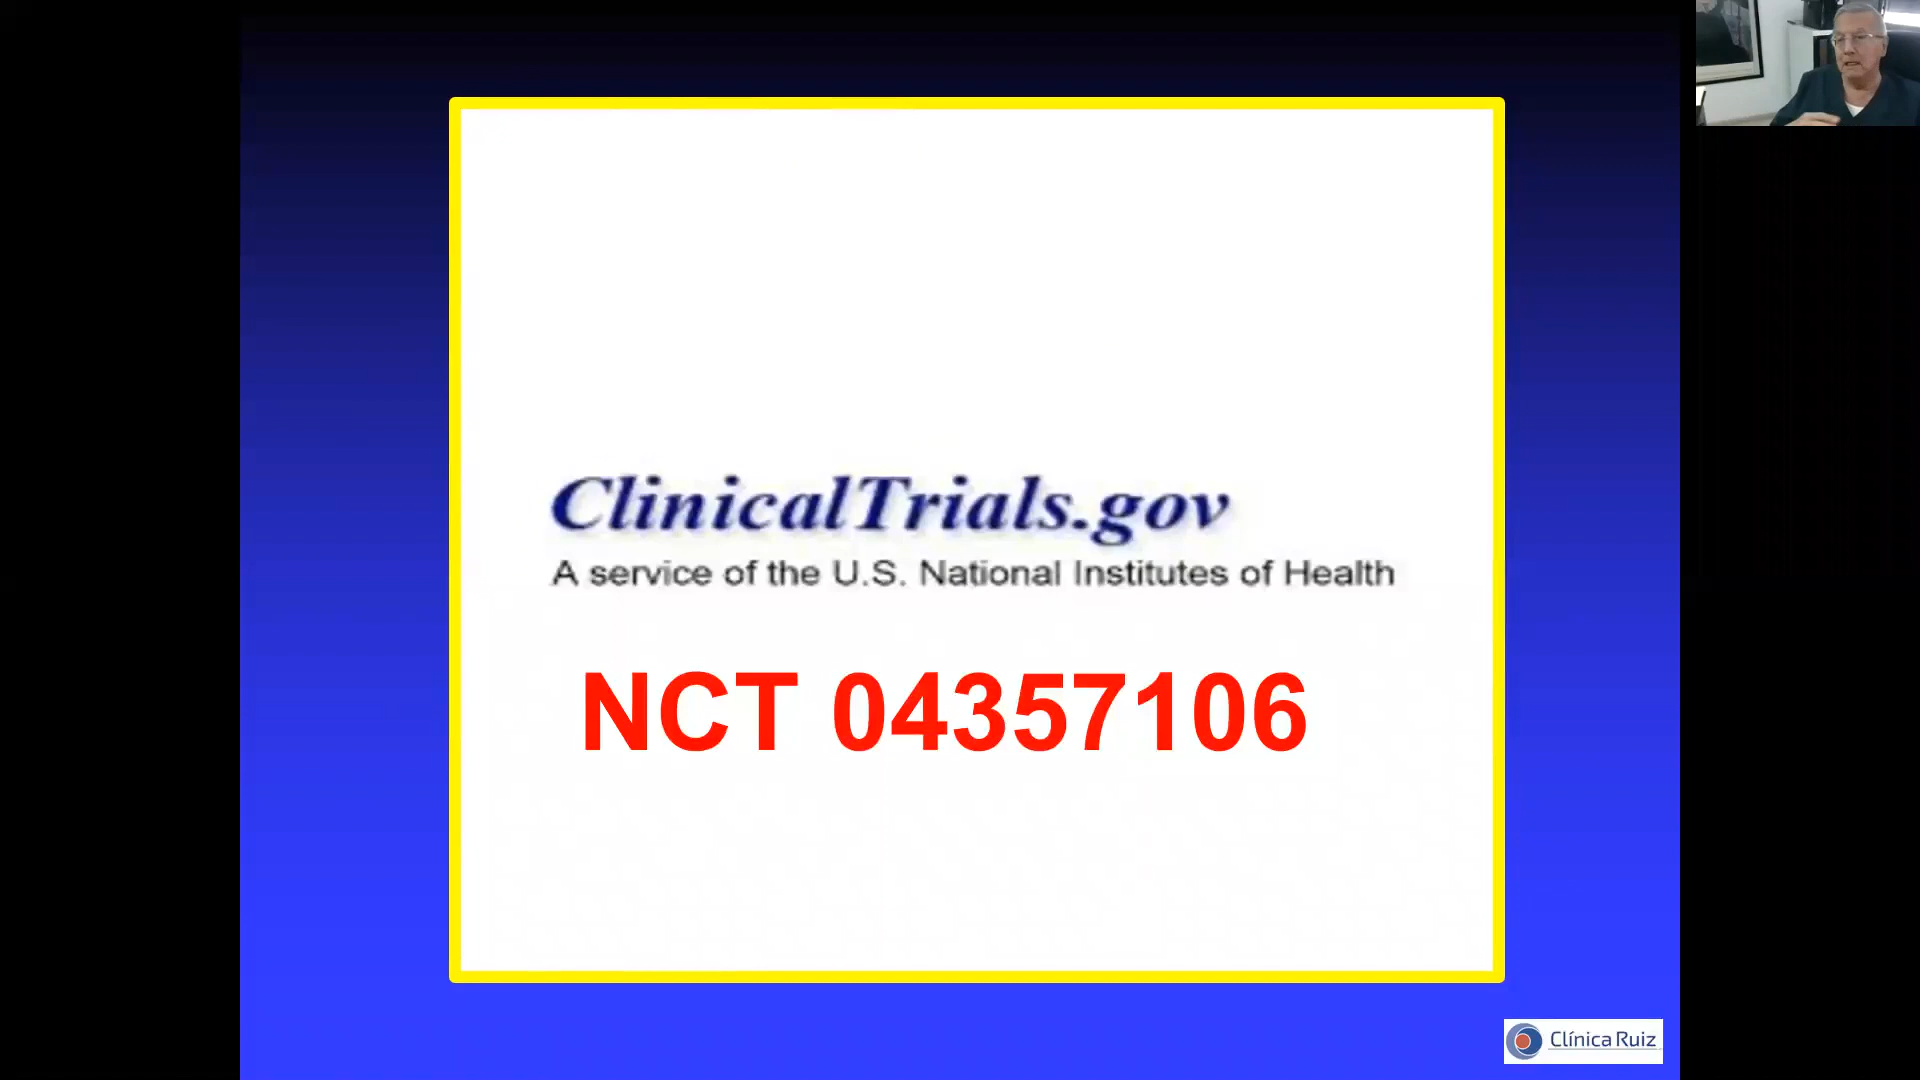 ClinicalTrials.gov
A service of the U.S. National Institutes of Health
NCT 04357106
Clínica Ruiz